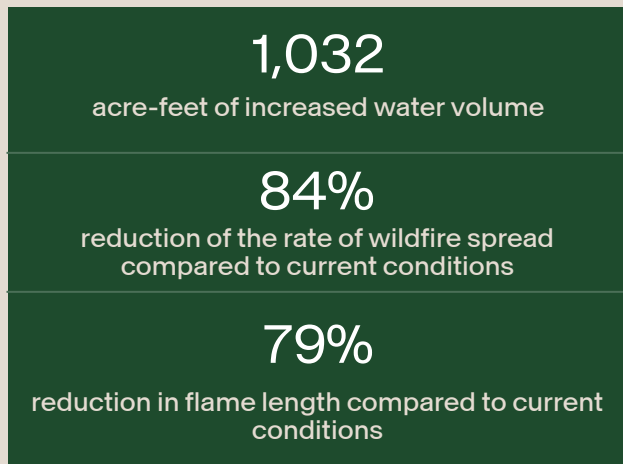 1,032
acre-feet of increased water volume
84%
reduction of the rate of wildfire spread
compared to current conditions
79%
reduction in flame length compared to current
conditions